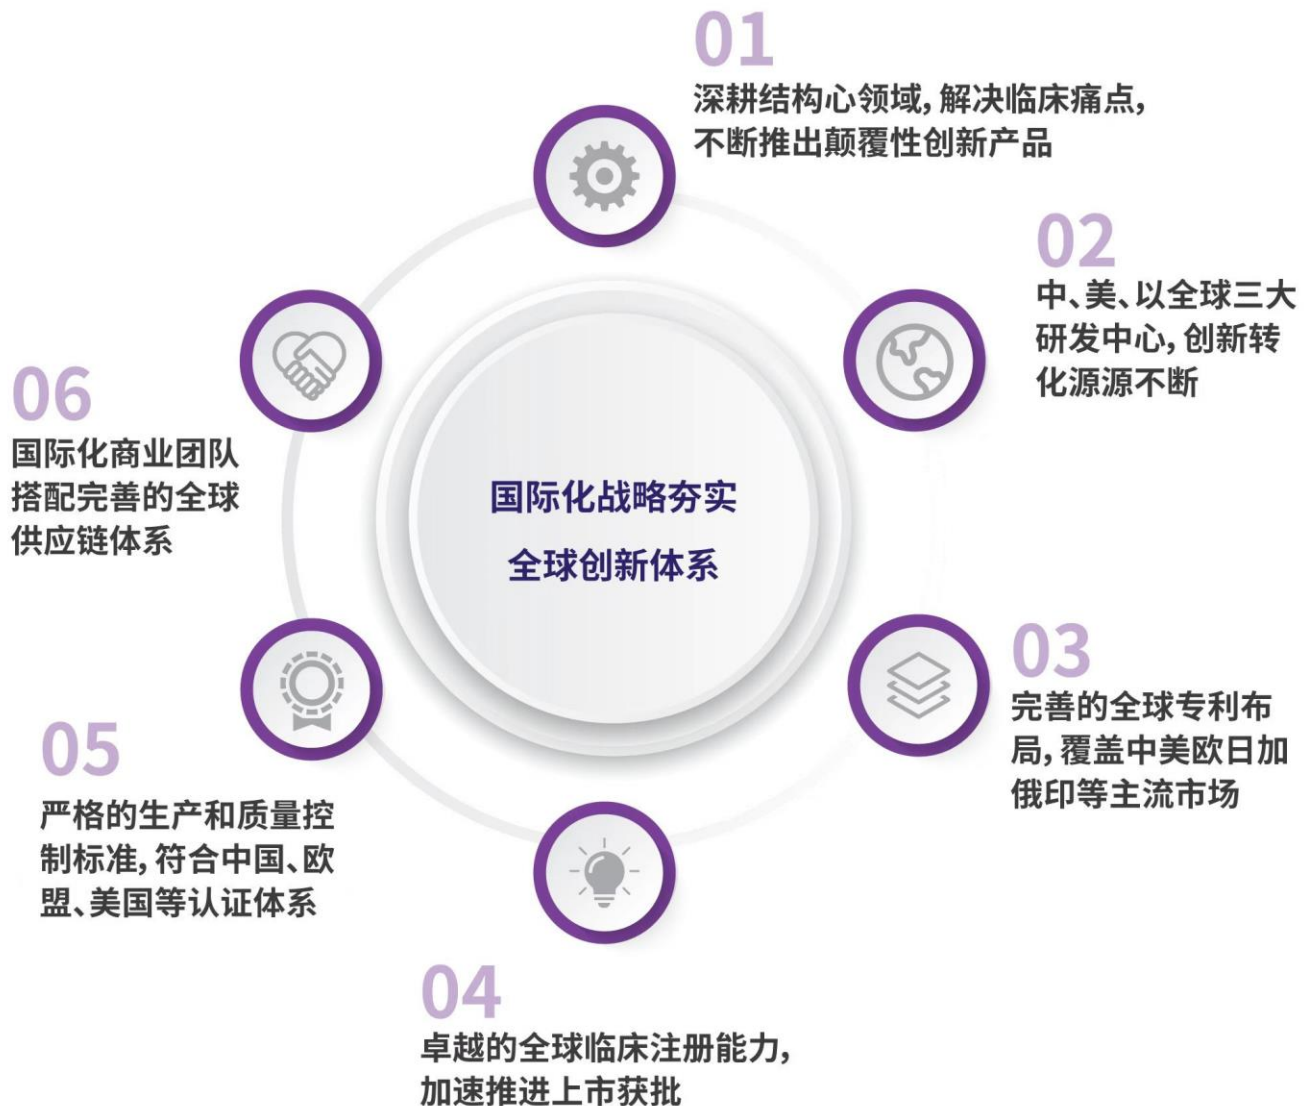 01
深耕结构心领域，解决临床痛点，
不断推出颠覆性创新产品
02
中、美、以全球三大
研发中心，创新转
化源源不断
03
完善的全球专利布
局，覆盖中美欧日加
俄印等主流市场
04
卓越的全球临床注册能力，
加速推进上市获批
05
严格的生产和质量控
制标准，符合中国、欧
盟、美国等认证体系
06
国际化商业团队
搭配完善的全球
供应链体系
国际化战略夯实
全球创新体系